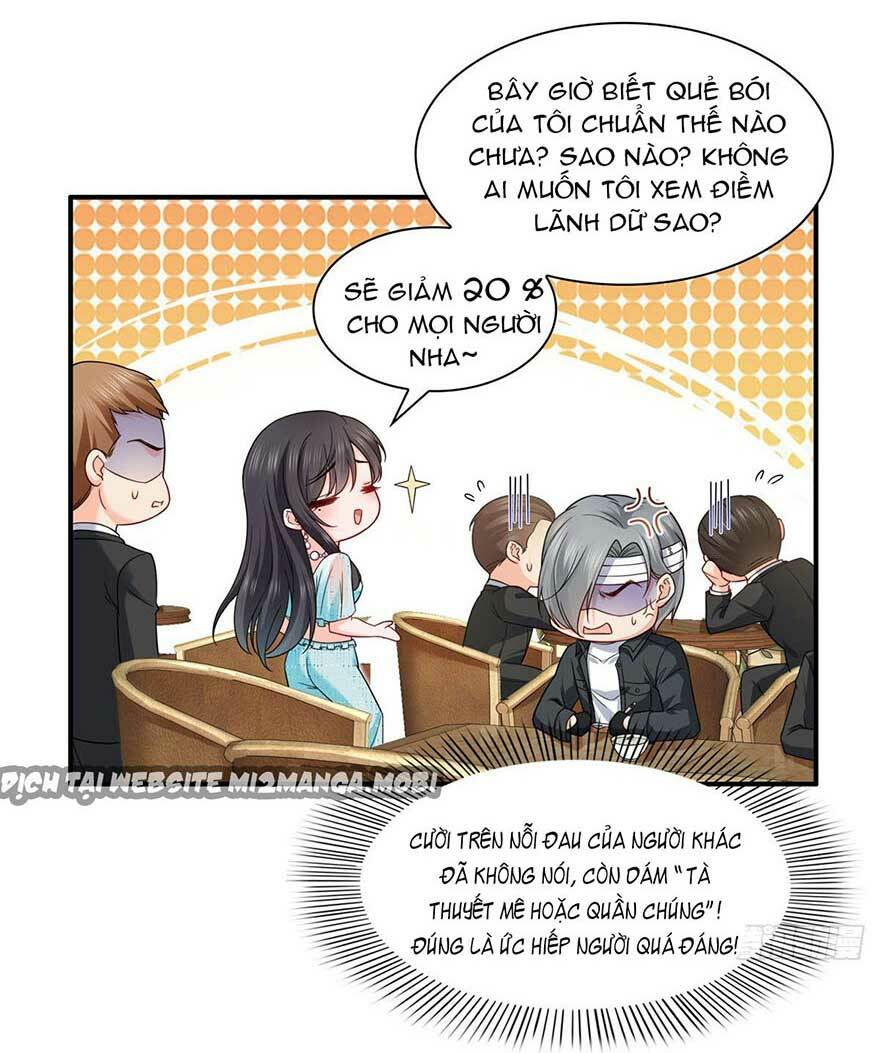 BÂY GIỜ BIẾT QUẺ BÓI
CỦA TÔI CHUẨN THẾ NÀO
CHƯA? SAO NÀO? KHÔNG
AI MUỐN TÔI XEM ĐIỀM
LÃNH DỮ SAO?
SẼ GIẢM 20 %
CHO MỌI NGƯỜI
NHA~
DỊCH TẠI WEBSITE MI2MANGA.MOBI
CƯỜI TRÊN NỖI ĐAU CỦA NGƯỜI KHÁC
ĐÃ KHÔNG NÓI, CÒN DÁM “TÀ
THUYẾT MÊ HOẶC QUẦN CHÚNG”!
ĐÚNG LÀ ỨC HIẾP NGƯỜI QUÁ ĐÁNG!